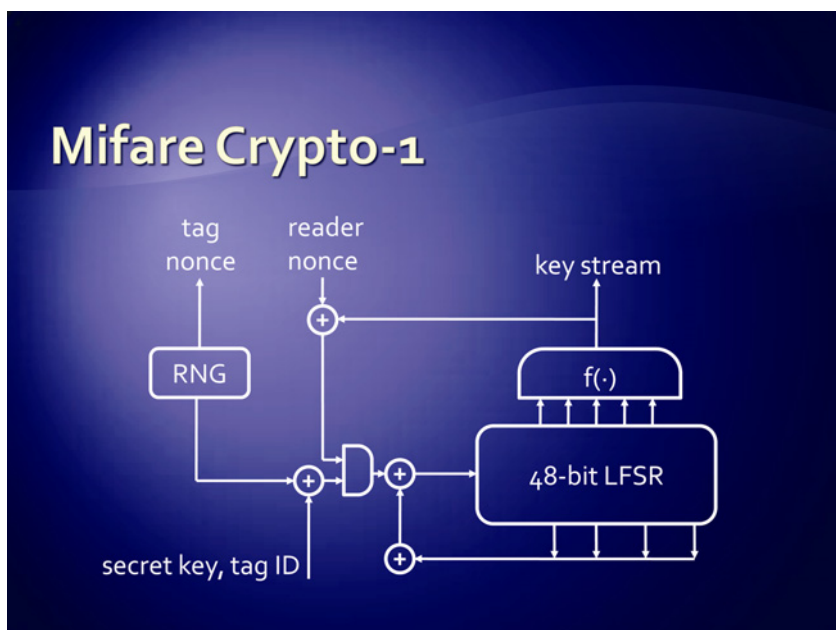 Mifare Crypto-1
tag
nonce
reader
nonce
key stream
+
RNG
f(·)
+
+
48-bit LFSR
+
secret key, tag ID